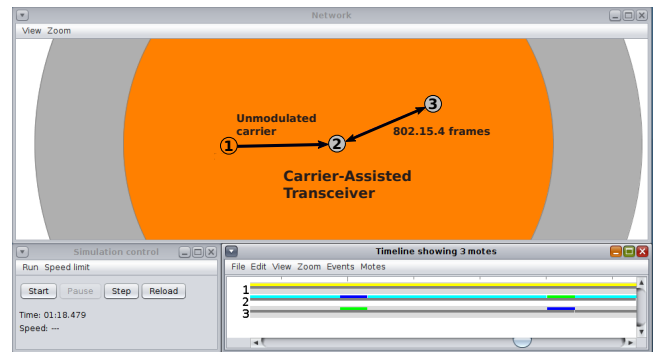 Network
View Zoom
Unmodulated
carrier
1
2
3
802.15.4 frames
Carrier-Assisted
Transceiver
Simulation control
Run Speed limit
Start Pause Step Reload
Time: 01:18.479
Speed: ---
Timeline showing 3 motes
File Edit View Zoom Events Motes
1
2
3